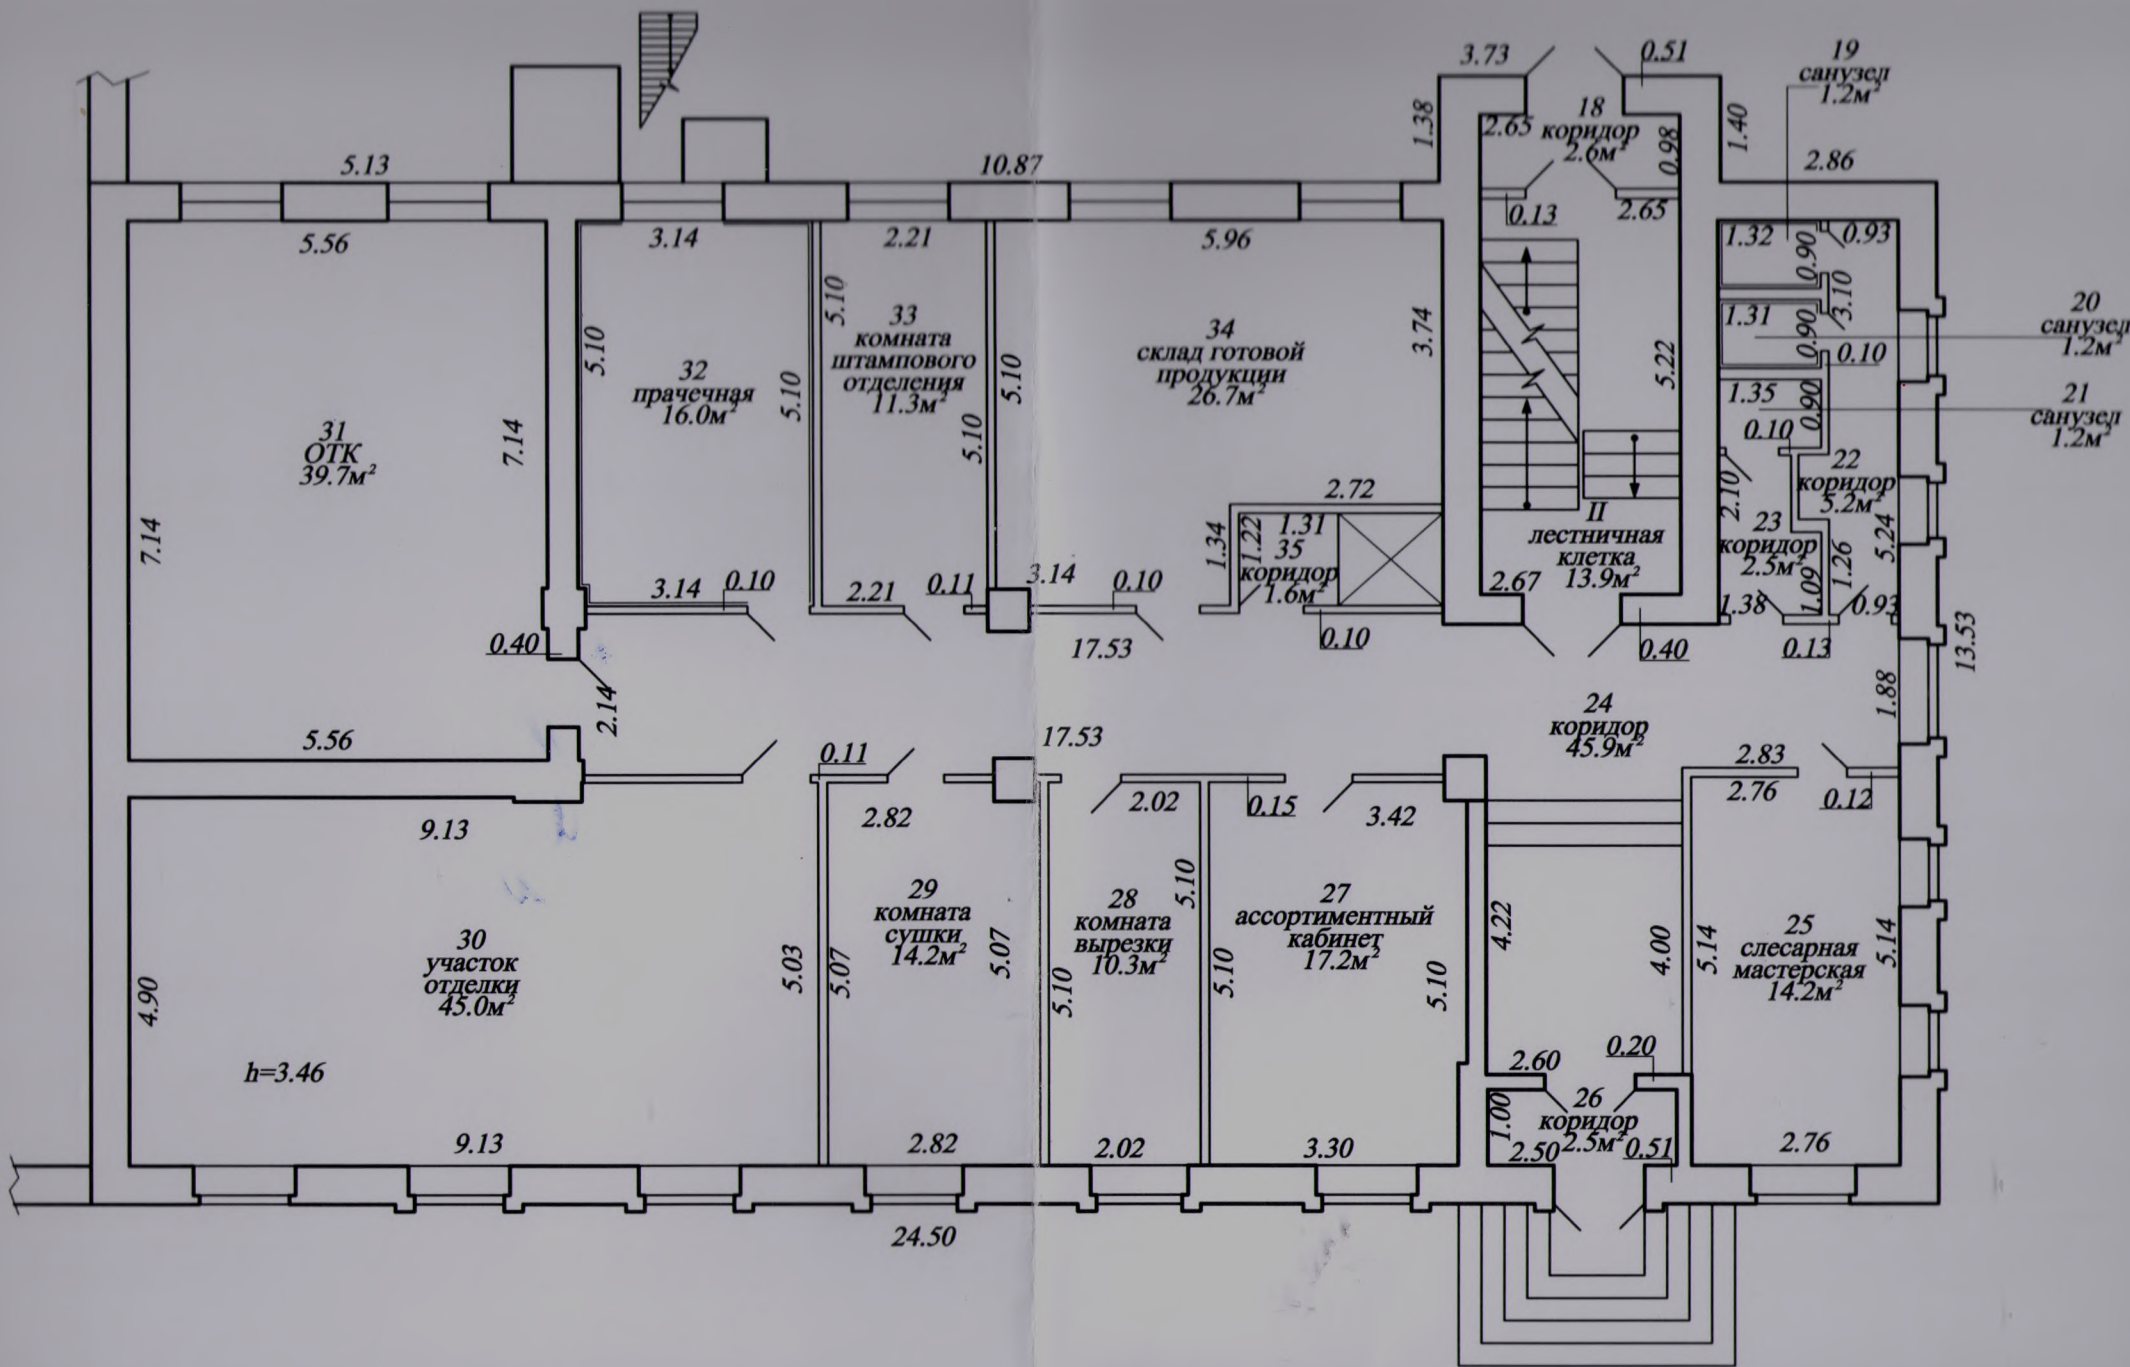 3.73
0.51
19
санузел
1.2м²
1.38
2.65
18
коридор
2.6м²
0.98
1.40
5.13
10.87
2.86
0.13
2.65
5.56
3.14
2.21
5.96
1.32
0.90
0.93
3.10
5.10
5.10
33
комната
штампового
отделения
11.3м²
34
склад готовой
продукции
26.7м²
3.74
5.22
1.31
0.90
0.10
20
санузел
1.2м²
32
прачечная
16.0м²
5.10
5.10
5.10
1.35
0.90
0.10
21
санузел
1.2м²
31
ОТК
39.7м²
7.14
7.14
22
коридор
5.2м²
2.10
5.24
2.72
1.34
1.22
1.31
35
коридор
1.6м²
II
лестничная
клетка
13.9м²
2.67
23
коридор
2.5м²
1.09
1.26
1.38
0.93
3.14
0.10
2.21
0.11
3.14
0.10
0.40
17.53
0.10
0.40
0.13
13.53
2.14
1.88
24
коридор
45.9м²
5.56
0.11
17.53
2.83
2.76
0.12
9.13
2.82
2.02
0.15
3.42
30
участок
отделки
45.0м²
4.90
5.03
29
комната
сушки
14.2м²
5.07
5.07
28
комната
вырезки
10.3м²
5.10
5.10
27
ассортиментный
кабинет
17.2м²
5.10
5.10
4.22
4.00
25
слесарная
мастерская
14.2м²
5.14
5.14
h=3.46
2.60
0.20
26
коридор
2.5м²
1.00
2.50
0.51
9.13
2.82
2.02
3.30
2.76
24.50